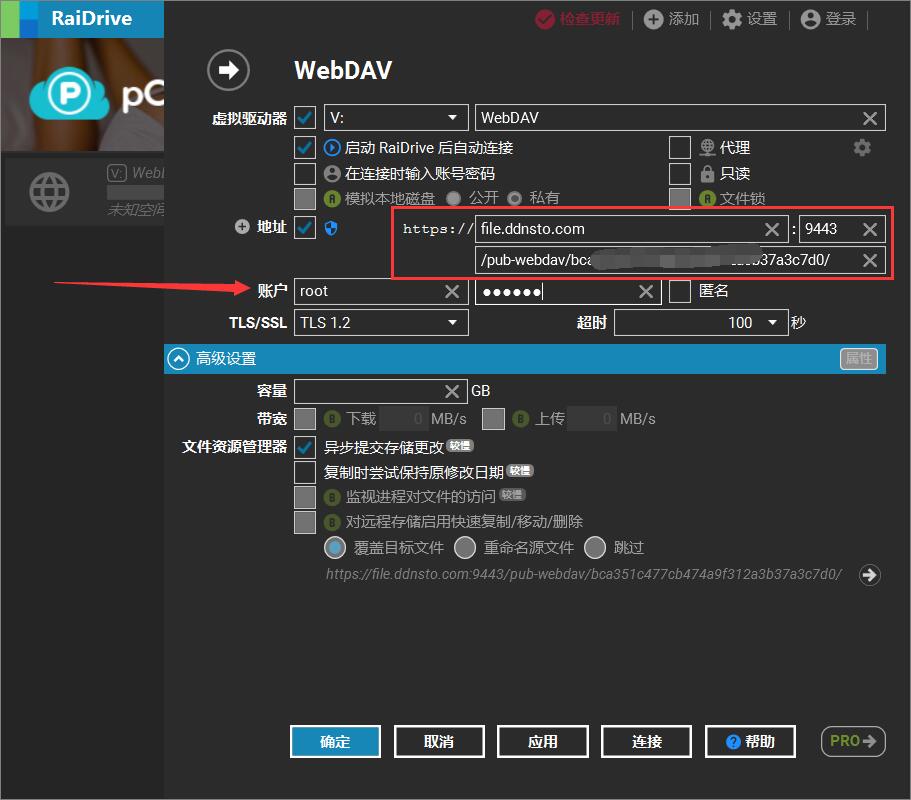 RaiDrive
检查更新 添加 设置 登录
pC
WebDAV
虚拟驱动器 V: WebDAV
启动 RaiDrive 后自动连接 代理
V:
在连接时输入账号密码 只读
A 模拟本地磁盘 公开 私有 A 文件锁
未知空间
地址 https:// file.ddnsto.com : 9443
/pub-webdav/bca b37a3c7d0/
账户 root ●●●●●● 匿名
TLS/SSL TLS 1.2 超时 100 秒
高级设置 属性
容量 GB
带宽 B 下载 0 MB/s B 上传 0 MB/s
文件资源管理器 异步提交存储更改 较慢
复制时尝试保持原修改日期 较慢
B 监视进程对文件的访问 较慢
B 对远程存储启用快速复制/移动/删除
覆盖目标文件 重命名源文件 跳过
https://file.ddnsto.com:9443/pub-webdav/bca351c477cb474a9f312a3b37a3c7d0/
确定 取消 应用 连接 ? 帮助 PRO